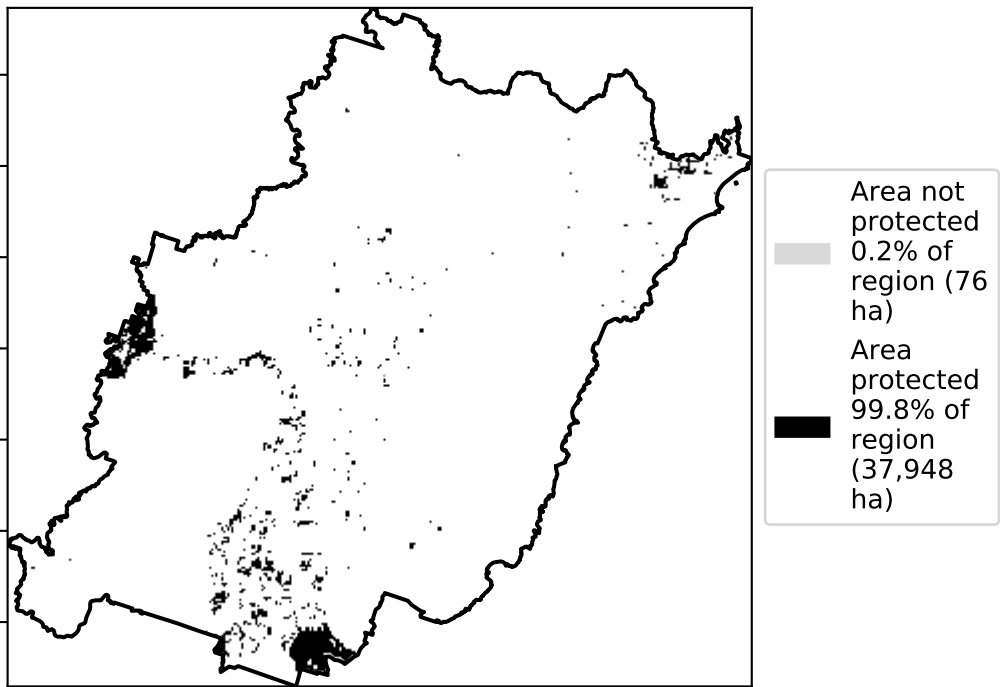 Area not
protected
0.2% of
region (76
ha)
Area
protected
99.8% of
region
(37,948
ha)